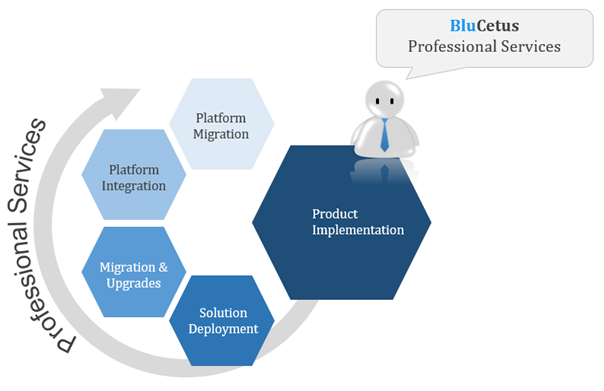 BluCetus
Professional Services
Platform
Migration
Platform
Integration
Migration &
Upgrades
Solution
Deployment
Product
Implementation
Professional Services